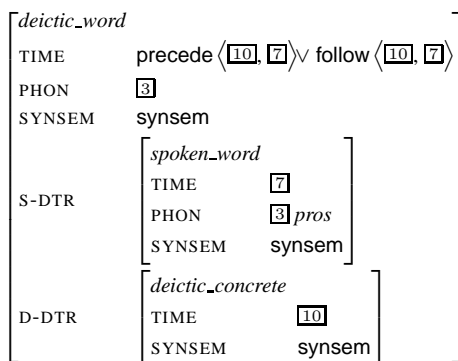 deictic_word
TIME precede ⟨10, 7⟩∨ follow ⟨10, 7⟩
PHON 3
SYNSEM synsem
spoken_word
TIME 7
S-DTR
PHON 3 pros
SYNSEM synsem
deictic_concrete
D-DTR TIME 10
SYNSEM synsem